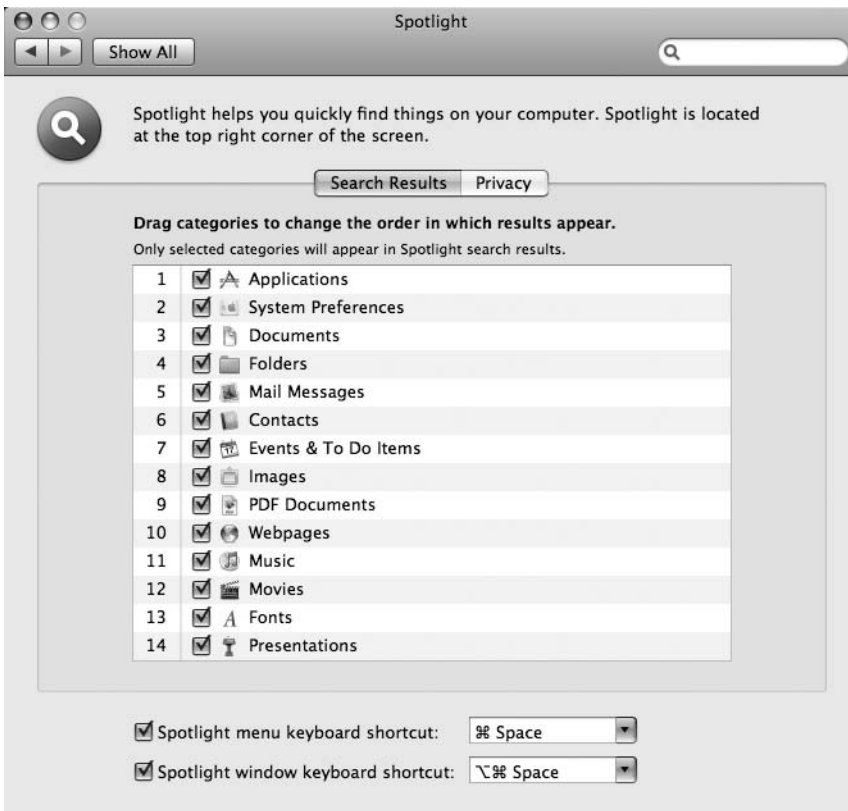 Spotlight
Show All
Spotlight helps you quickly find things on your computer. Spotlight is located
at the top right corner of the screen.
Search Results Privacy
Drag categories to change the order in which results appear.
Only selected categories will appear in Spotlight search results.
1 Applications
2 System Preferences
3 Documents
4 Folders
5 Mail Messages
6 Contacts
7 Events & To Do Items
8 Images
9 PDF Documents
10 Webpages
11 Music
12 Movies
13 Fonts
14 Presentations
Spotlight menu keyboard shortcut: ⌘ Space
Spotlight window keyboard shortcut: ⌥⌘ Space